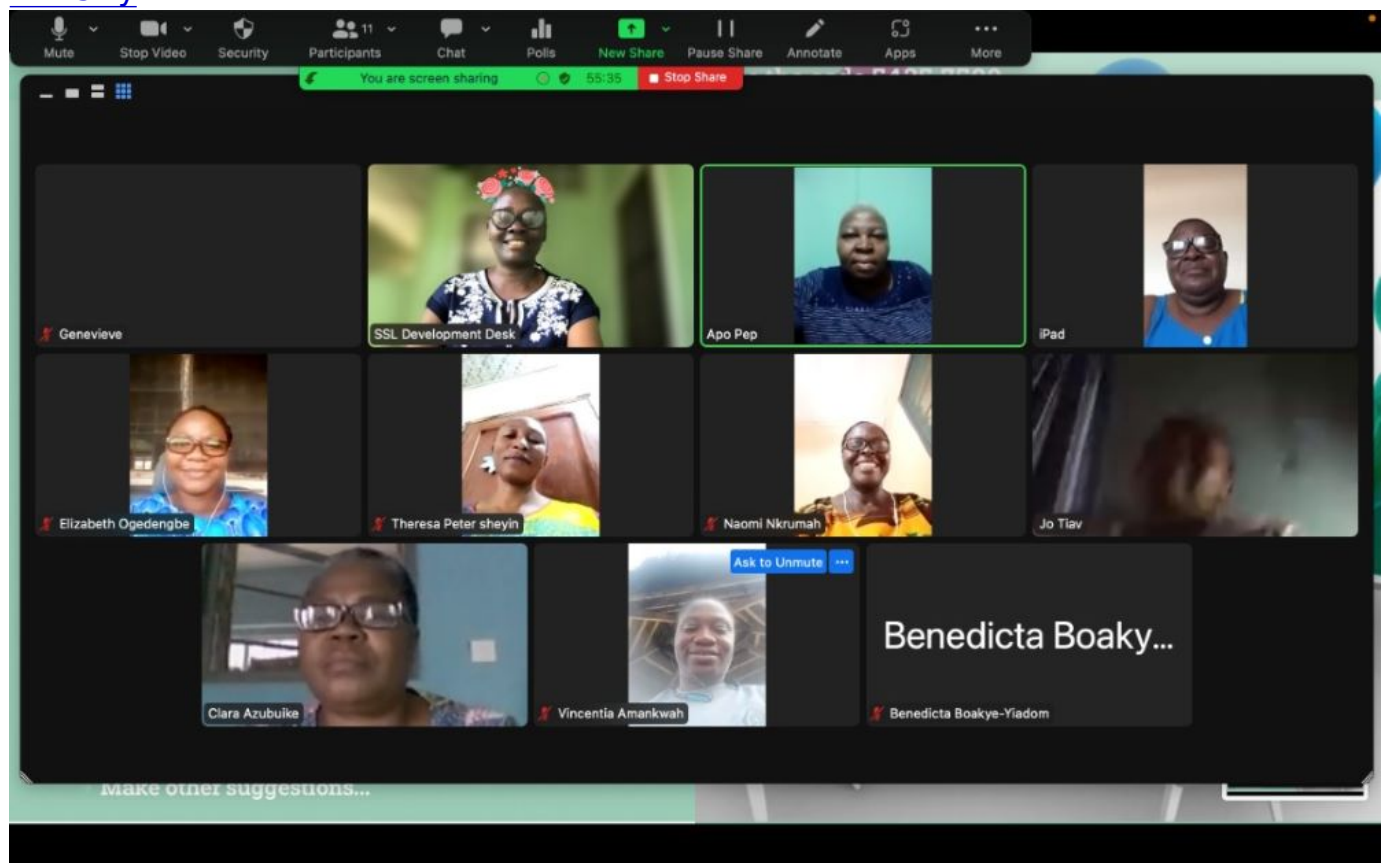 Mute
Stop Video
Security
Participants
11
Chat
Polls
New Share
Pause Share
Annotate
Apps
More
You are screen sharing
55:35
Stop Share
Genevieve
SSL Development Desk
Apo Pep
iPad
Elizabeth Ogedengbe
Theresa Peter sheyin
Naomi Nkrumah
Jo Tiav
Clara Azubuike
Ask to Unmute
Vincentia Amankwah
Benedicta Boaky...
Benedicta Boakye-Yiadom
Make other suggestions...